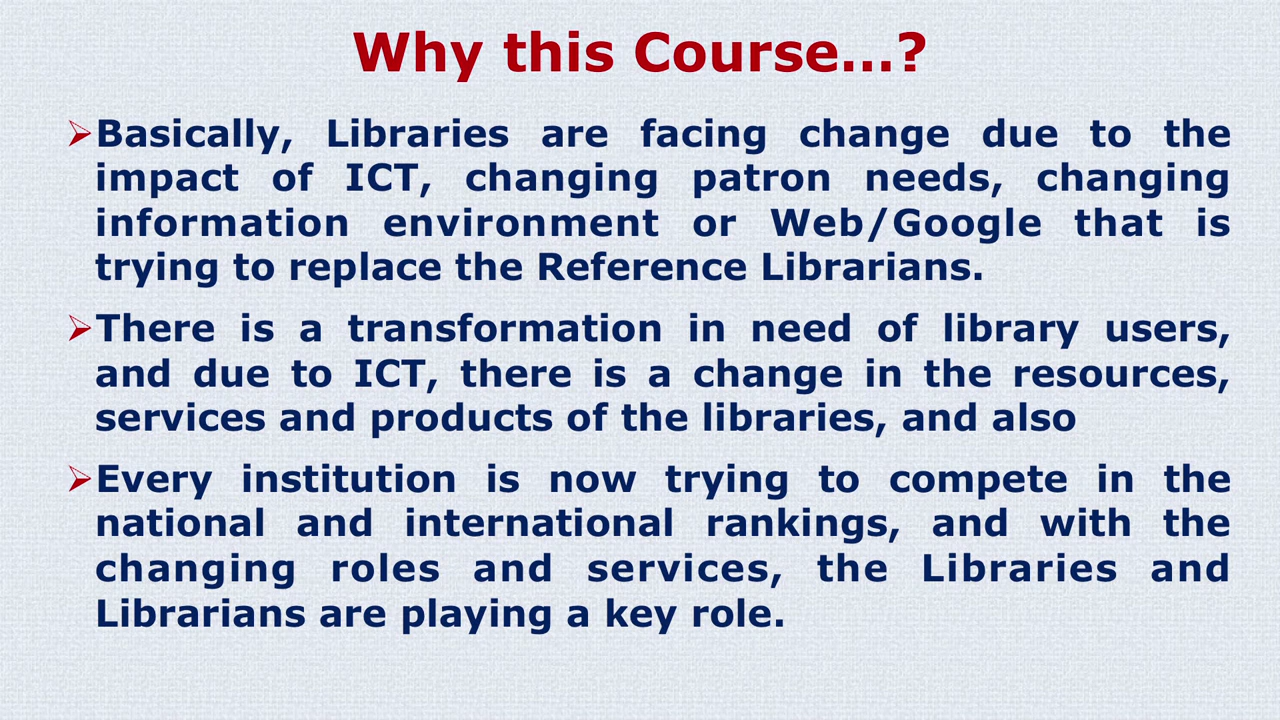 Why this Course...?
➢Basically, Libraries are facing change due to the
impact of ICT, changing patron needs, changing
information environment or Web/Google that is
trying to replace the Reference Librarians.
➢There is a transformation in need of library users,
and due to ICT, there is a change in the resources,
services and products of the libraries, and also
➢Every institution is now trying to compete in the
national and international rankings, and with the
changing roles and services, the Libraries and
Librarians are playing a key role.